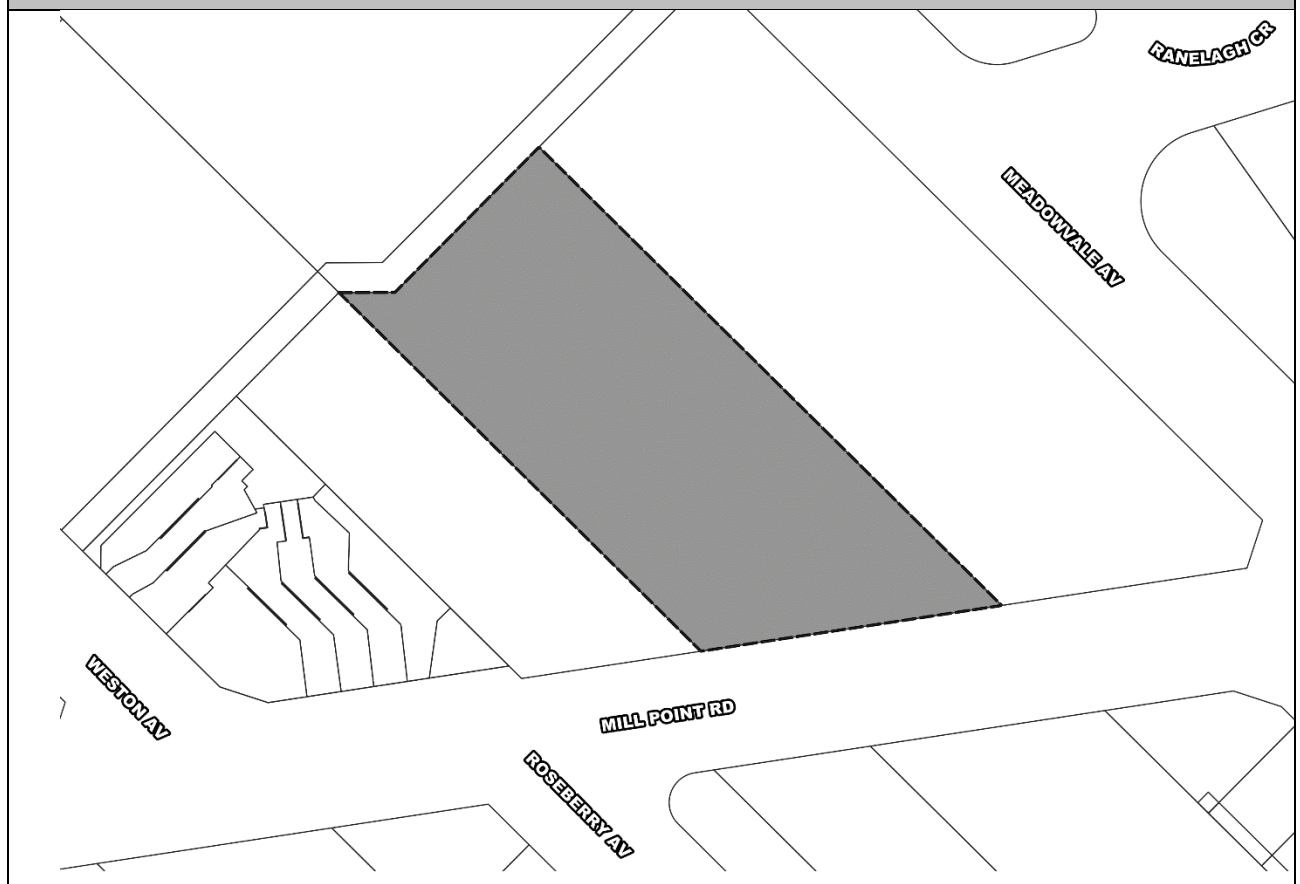 RANELAGH CR
MEADOWVALE AV
WESTON AV
MILL POINT RD
ROSEBERRY AV